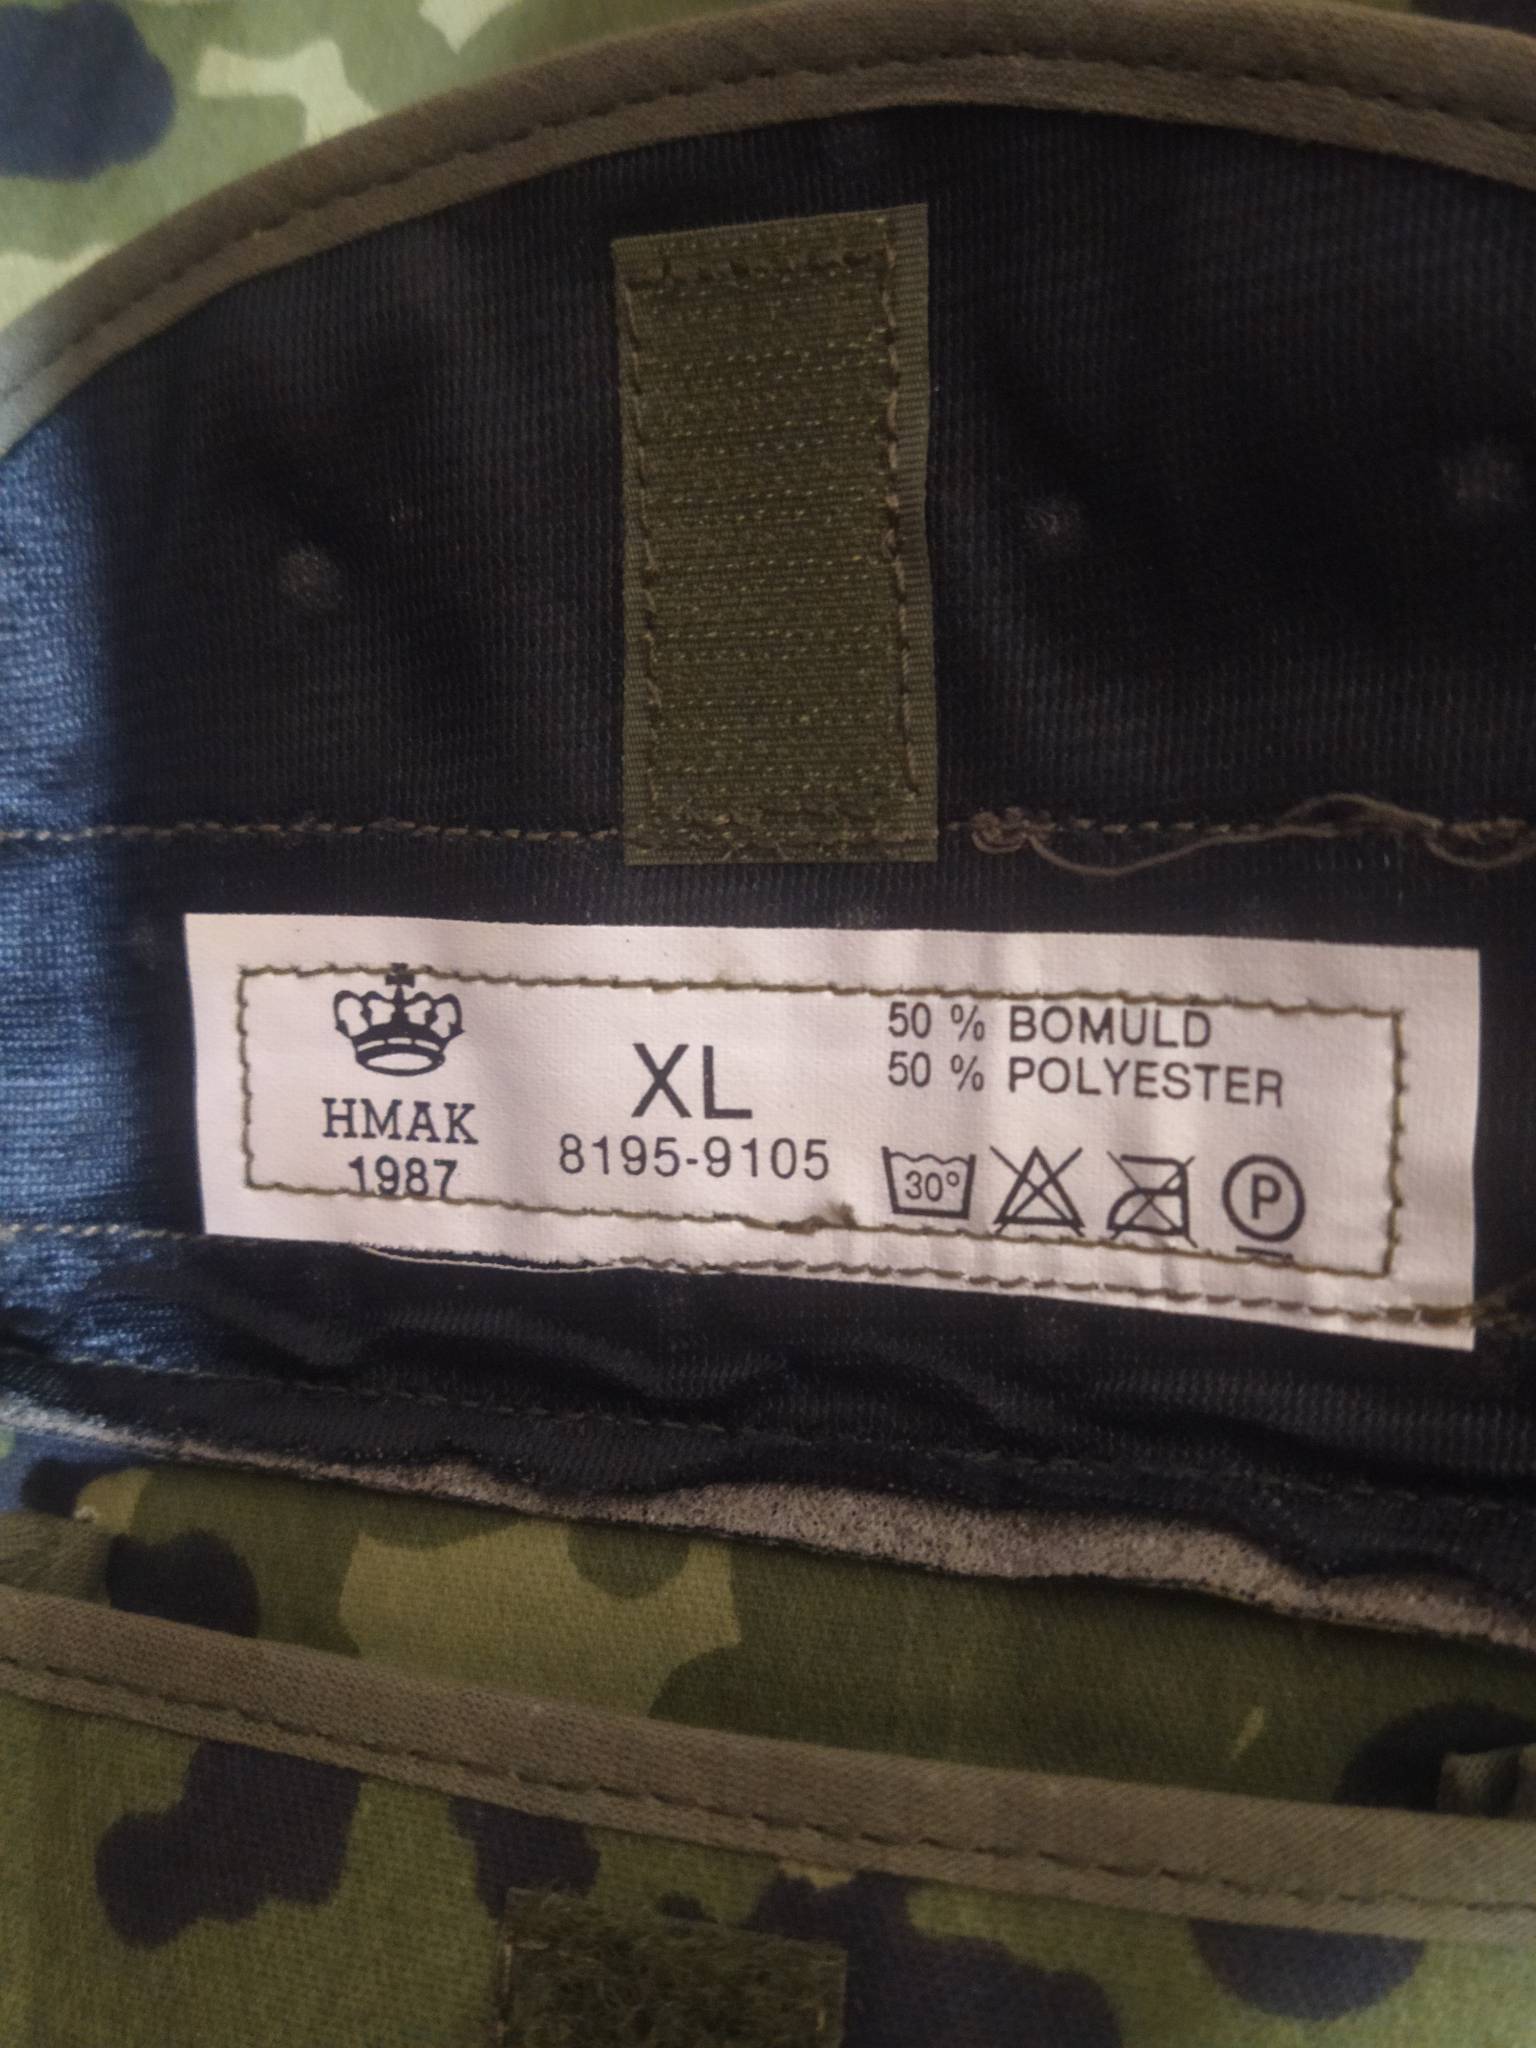 HMAK
1987
XL
8195-9105
50 % BOMULD
50 % POLYESTER
30°
P